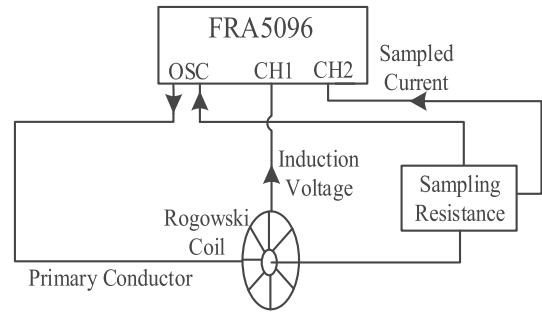 FRA5096
OSC CH1 CH2
Sampled
Current
Induction
Voltage
Sampling
Resistance
Rogowski
Coil
Primary Conductor